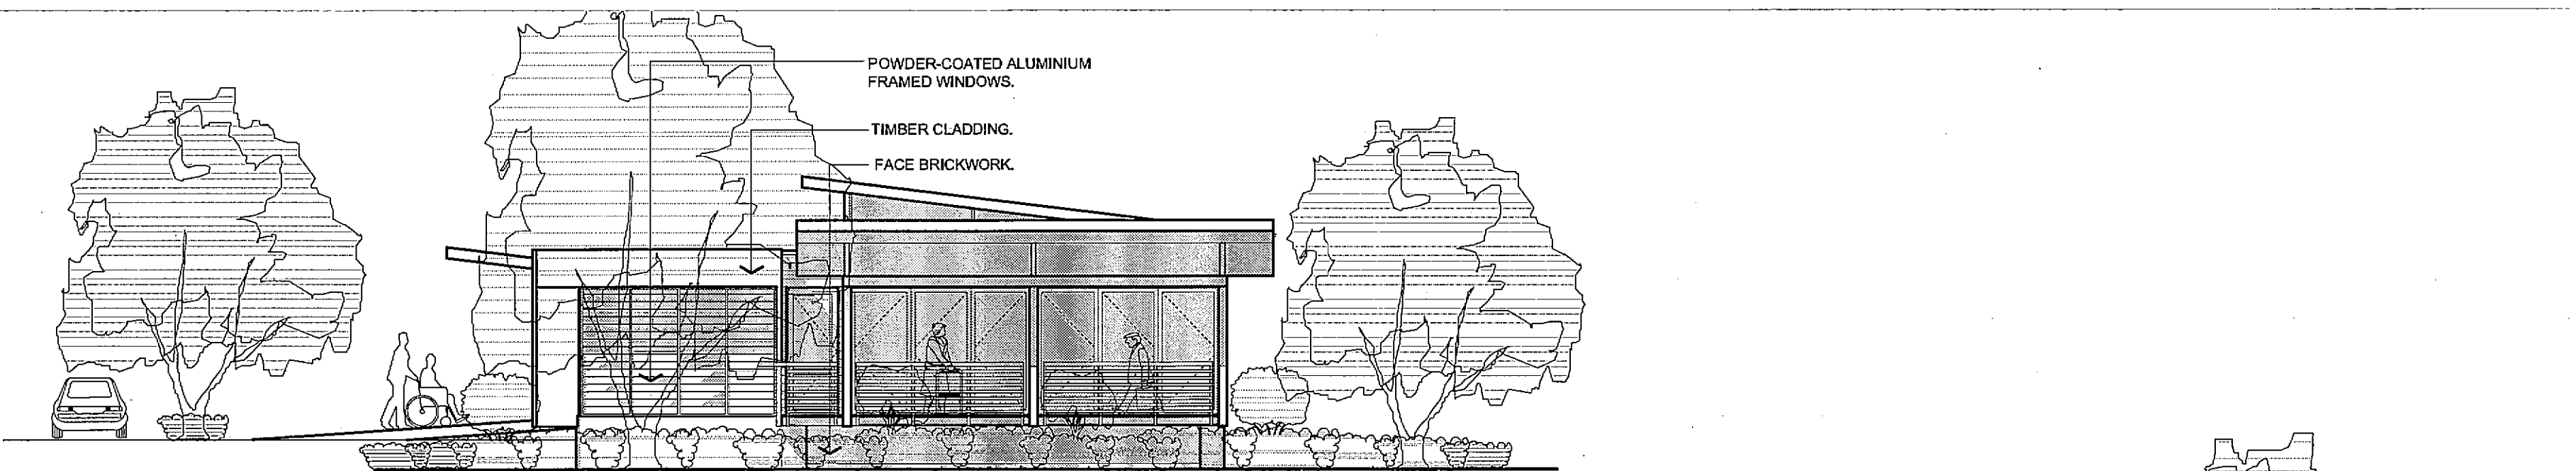 POWDER-COATED ALUMINIUM
FRAMED WINDOWS.
TIMBER CLADDING.
FACE BRICKWORK.